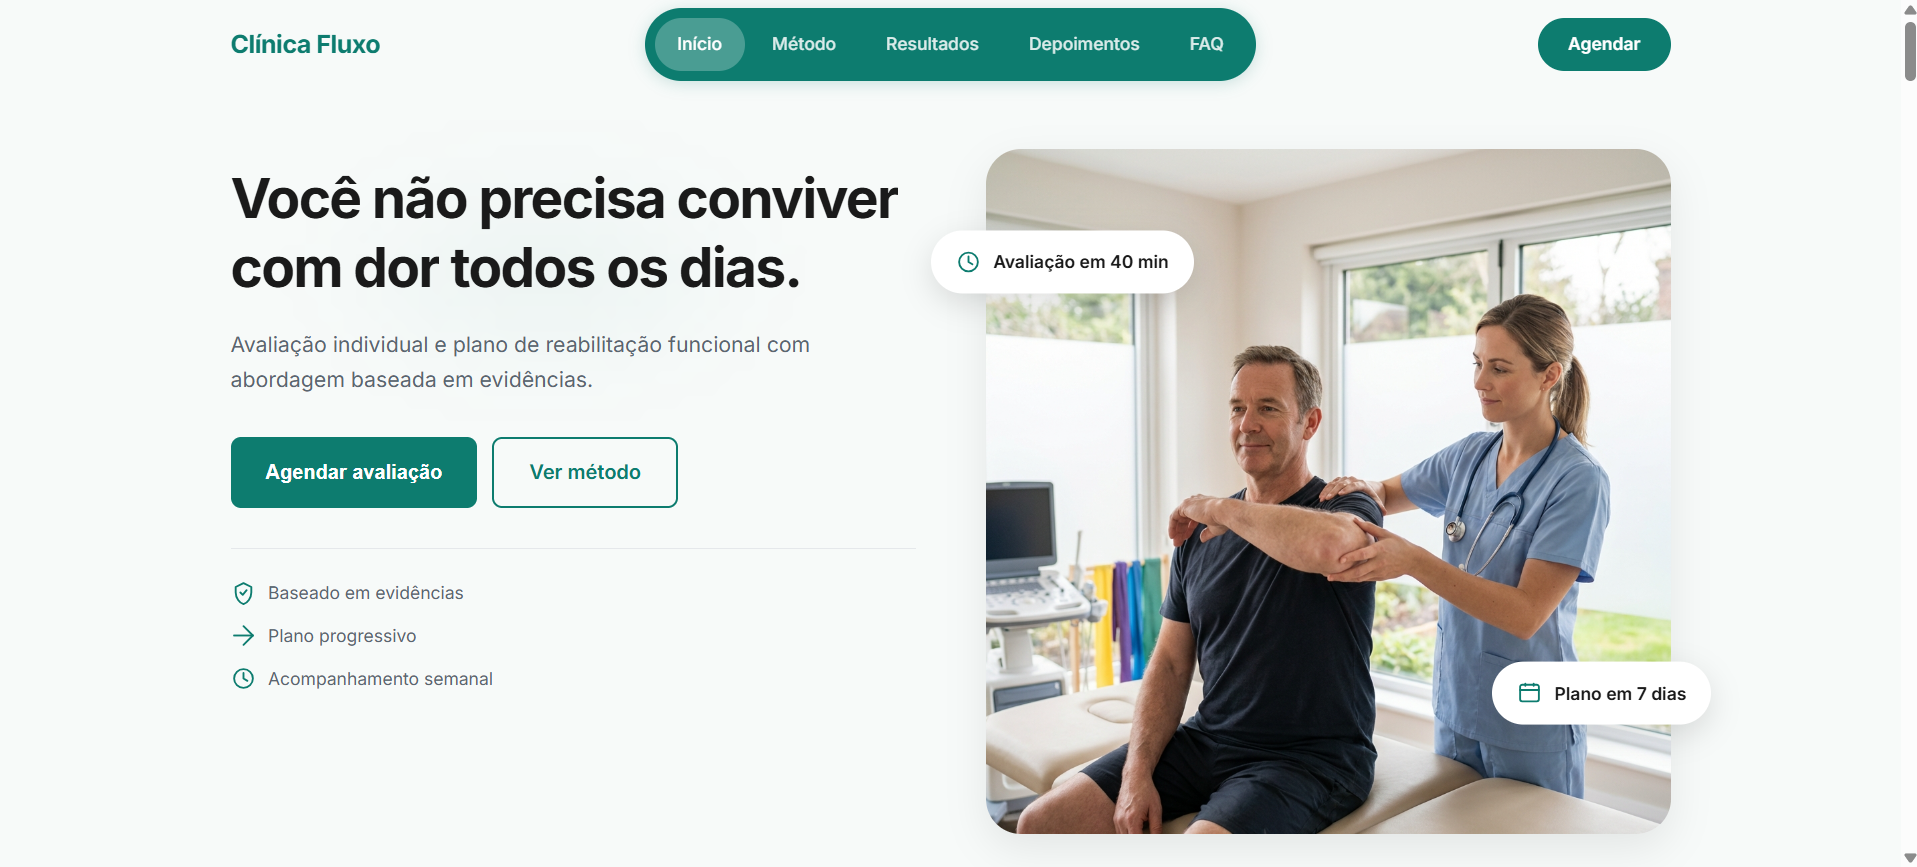 Clínica Fluxo
Início
Método
Resultados
Depoimentos
FAQ
Agendar
Você não precisa conviver
com dor todos os dias.
Avaliação individual e plano de reabilitação funcional com
abordagem baseada em evidências.
Agendar avaliação
Ver método
Baseado em evidências
Plano progressivo
Acompanhamento semanal
Avaliação em 40 min
Plano em 7 dias